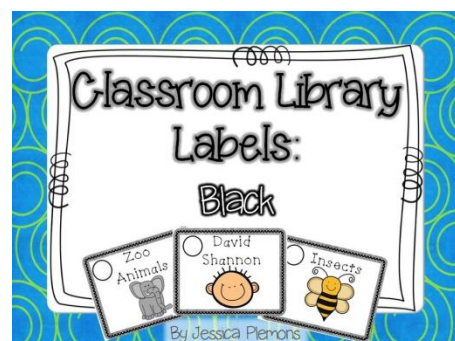 Classroom Library
Labels:
Black
Zoo
Animals
David
Shannon
Insects
By Jessica Plemons